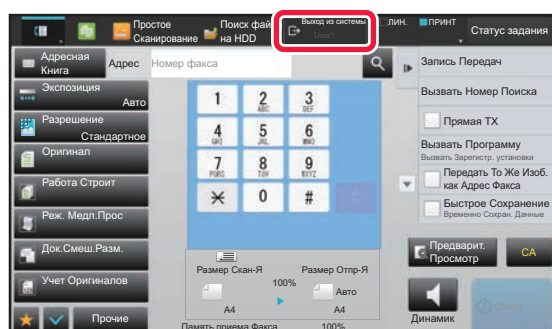 Простое
Сканирование
Поиск фай
на HDD
Выход из системы
User1
ЛИН.
ПРИНТ
Статус задания
Адресная
Книга
Адрес
Номер факса
Экспозиция
Авто
Разрешение
Стандартное
Оригинал
Работа Строит
Реж. Медл.Прос
Док.Смеш.Разм.
Учет Оригиналов
Прочие
1
2
ABC
3
DEF
4
GHI
5
JKL
6
MNO
7
PQRS
8
TUV
9
WXYZ
0
#
Размер Скан-Я
Размер Отпр-Я
100%
Авто
A4
A4
Память приема Факса
100%
Запись Передач
Вызвать Номер Поиска
Прямая TX
Вызвать Программу
Вызвать Зарегистр. установки
Передать То Же Изоб.
как Адрес Факса
Быстрое Сохранение
Временно Сохран. Данные
Предварит.
Просмотр
CA
Динамик